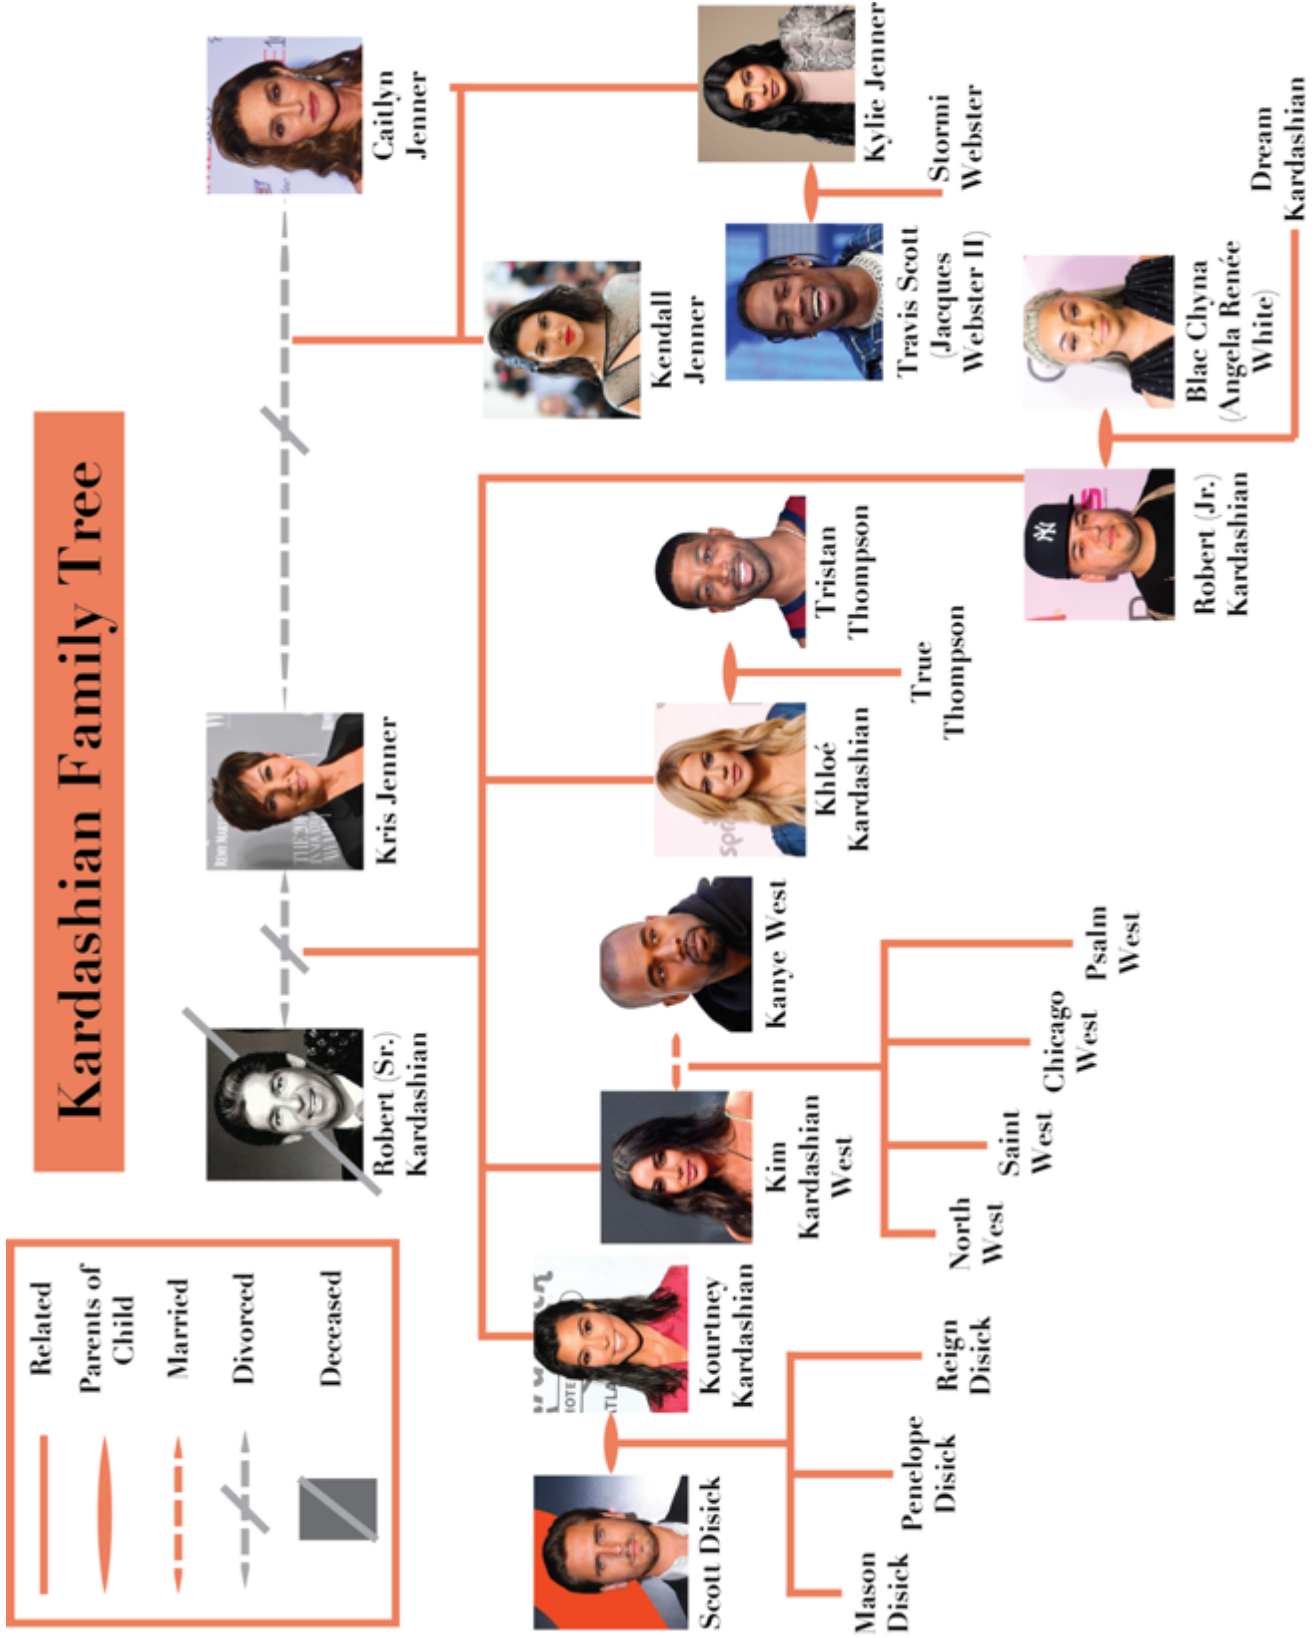 Kardashian Family Tree
Related
Parents of
Child
Married
Divorced
Deceased
Robert (Sr.)
Kardashian
Kris Jenner
Caitlyn
Jenner
Scott Disick
Kourtney
Kardashian
Kim
Kardashian
West
Kanye West
Khloé
Kardashian
Tristan
Thompson
Robert (Jr.)
Kardashian
Blac Chyna
(Angela Renée
White)
Kendall
Jenner
Travis Scott
(Jacques
Webster II)
Kylie Jenner
Mason
Disick
Penelope
Disick
Reign
Disick
North
West
Saint
West
Chicago
West
Psalm
West
True
Thompson
Dream
Kardashian
Stormi
Webster